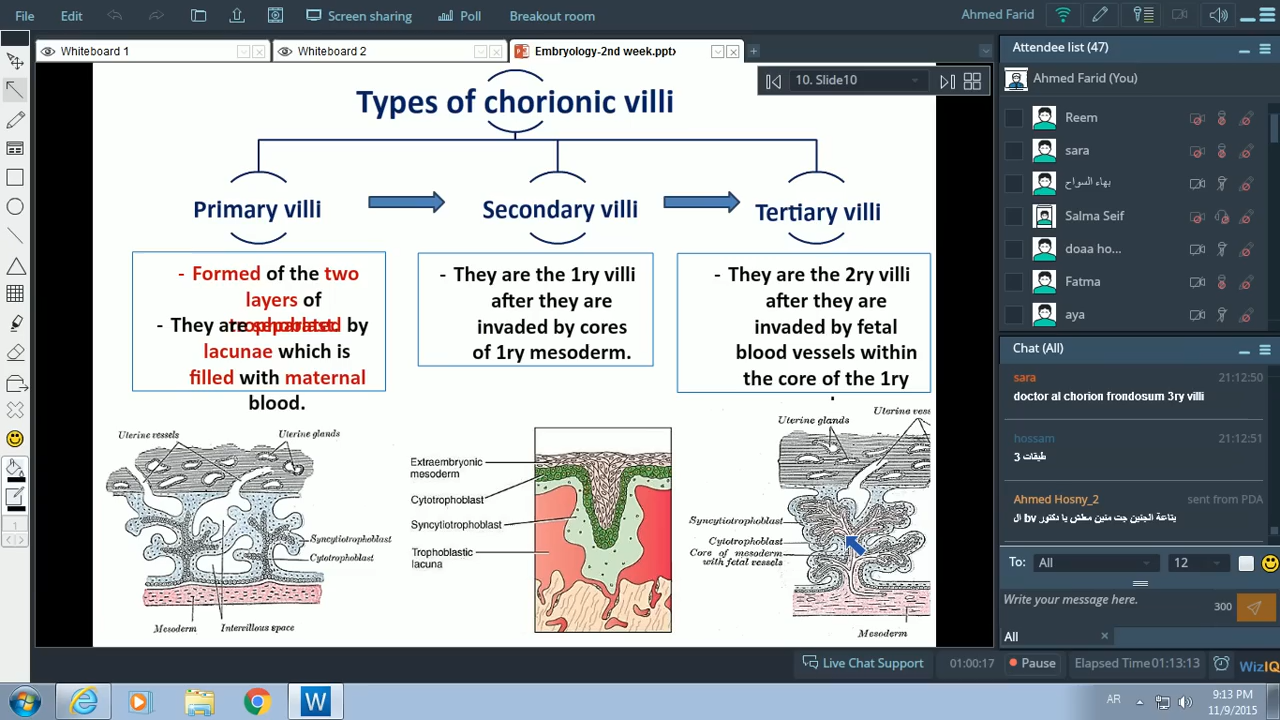 File
Edit
Screen sharing
Poll
Breakout room
Ahmed Farid
Whiteboard 1
Whiteboard 2
Embryology-2nd week.ppt
10. Slide10
Types of chorionic villi
Primary villi
Secondary villi
Tertiary villi
- Formed of the two
layers of
- They are by
lacunae which is
filled with maternal
blood.
- They are the 1ry villi
after they are
invaded by cores
of 1ry mesoderm.
- They are the 2ry villi
after they are
invaded by fetal
blood vessels within
the core of the 1ry
Uterine vessels
Uterine glands
Syncytiotrophoblast
Cytotrophoblast
Mesoderm
Intervillous space
Extraembryonic
mesoderm
Cytotrophoblast
Syncytiotrophoblast
Trophoblastic
lacuna
Uterine vess
Uterine glands
Syncytiotrophoblast
Cytotrophoblast
Core of mesoderm
with fetal vessels
Mesoderm
Attendee list (47)
Ahmed Farid (You)
Reem
sara
بهاء السراح
Salma Seif
doaa ho...
Fatma
aya
Chat (All)
sara 21:12:50
doctor al chorion frondosum 3ry villi
hossam 21:12:51
3 طبقات
Ahmed Hosny_2 sent from PDA
ال bv بتاعة الجنين جت منين معلش يا دكتور
To: All 12
Write your message here.
300
All
Live Chat Support
01:00:17
Pause
Elapsed Time 01:13:13
WizIQ
W
AR
9:13 PM
11/9/2015